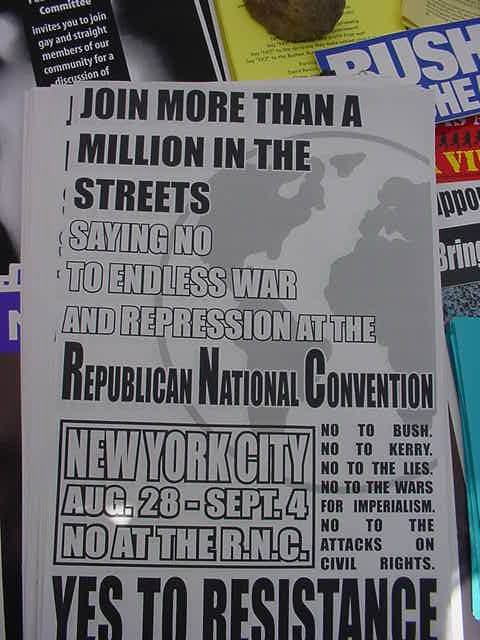 Committee
invites you to join
gay and straight
members of our
community for a
discussion of
BUSH
JOIN MORE THAN A
MILLION IN THE
STREETS
SAYING NO
TO ENDLESS WAR
AND REPRESSION AT THE
REPUBLICAN NATIONAL CONVENTION
NEW YORK CITY
AUG. 28 - SEPT. 4
NO AT THE R.N.C.
NO TO BUSH.
NO TO KERRY.
NO TO THE LIES.
NO TO THE WARS
FOR IMPERIALISM.
NO TO THE
ATTACKS ON
CIVIL RIGHTS.
YES TO RESISTANCE